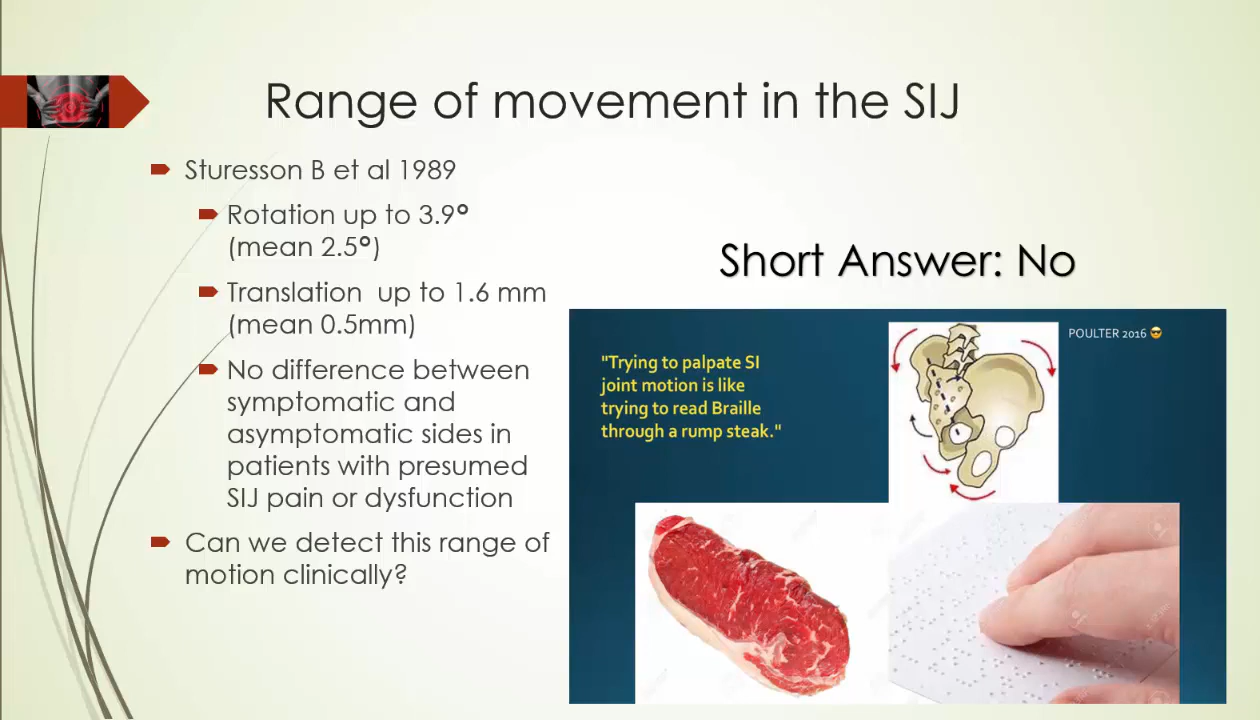 Range of movement in the SIJ
Sturesson B et al 1989
Rotation up to 3.9°
(mean 2.5°)
Translation up to 1.6 mm
(mean 0.5mm)
No difference between
symptomatic and
asymptomatic sides in
patients with presumed
SIJ pain or dysfunction
Can we detect this range of
motion clinically?
Short Answer: No
POULTER 2016 😎
"Trying to palpate SI
joint motion is like
trying to read Braille
through a rump steak."